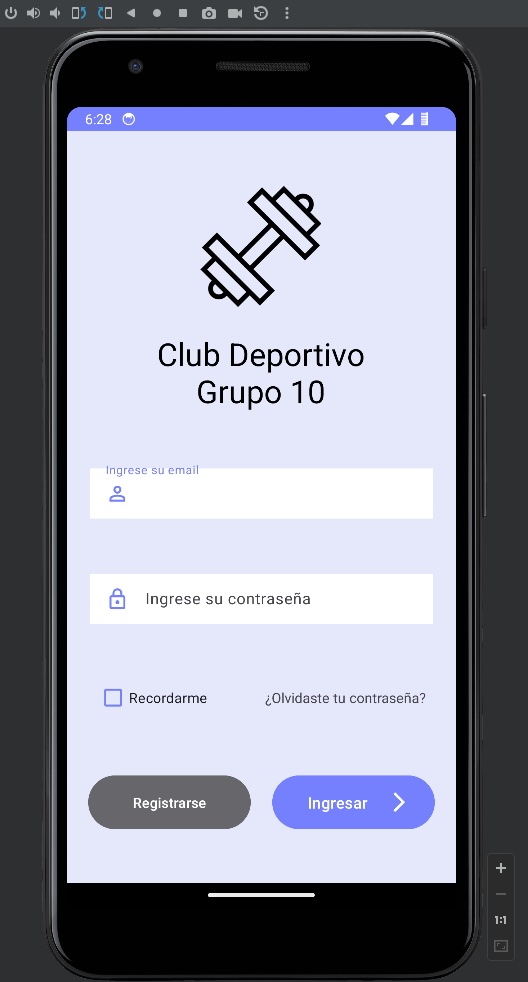 6:28
Club Deportivo
Grupo 10
Ingrese su email
Ingrese su contraseña
Recordarme ¿Olvidaste tu contraseña?
Registrarse Ingresar
1:1